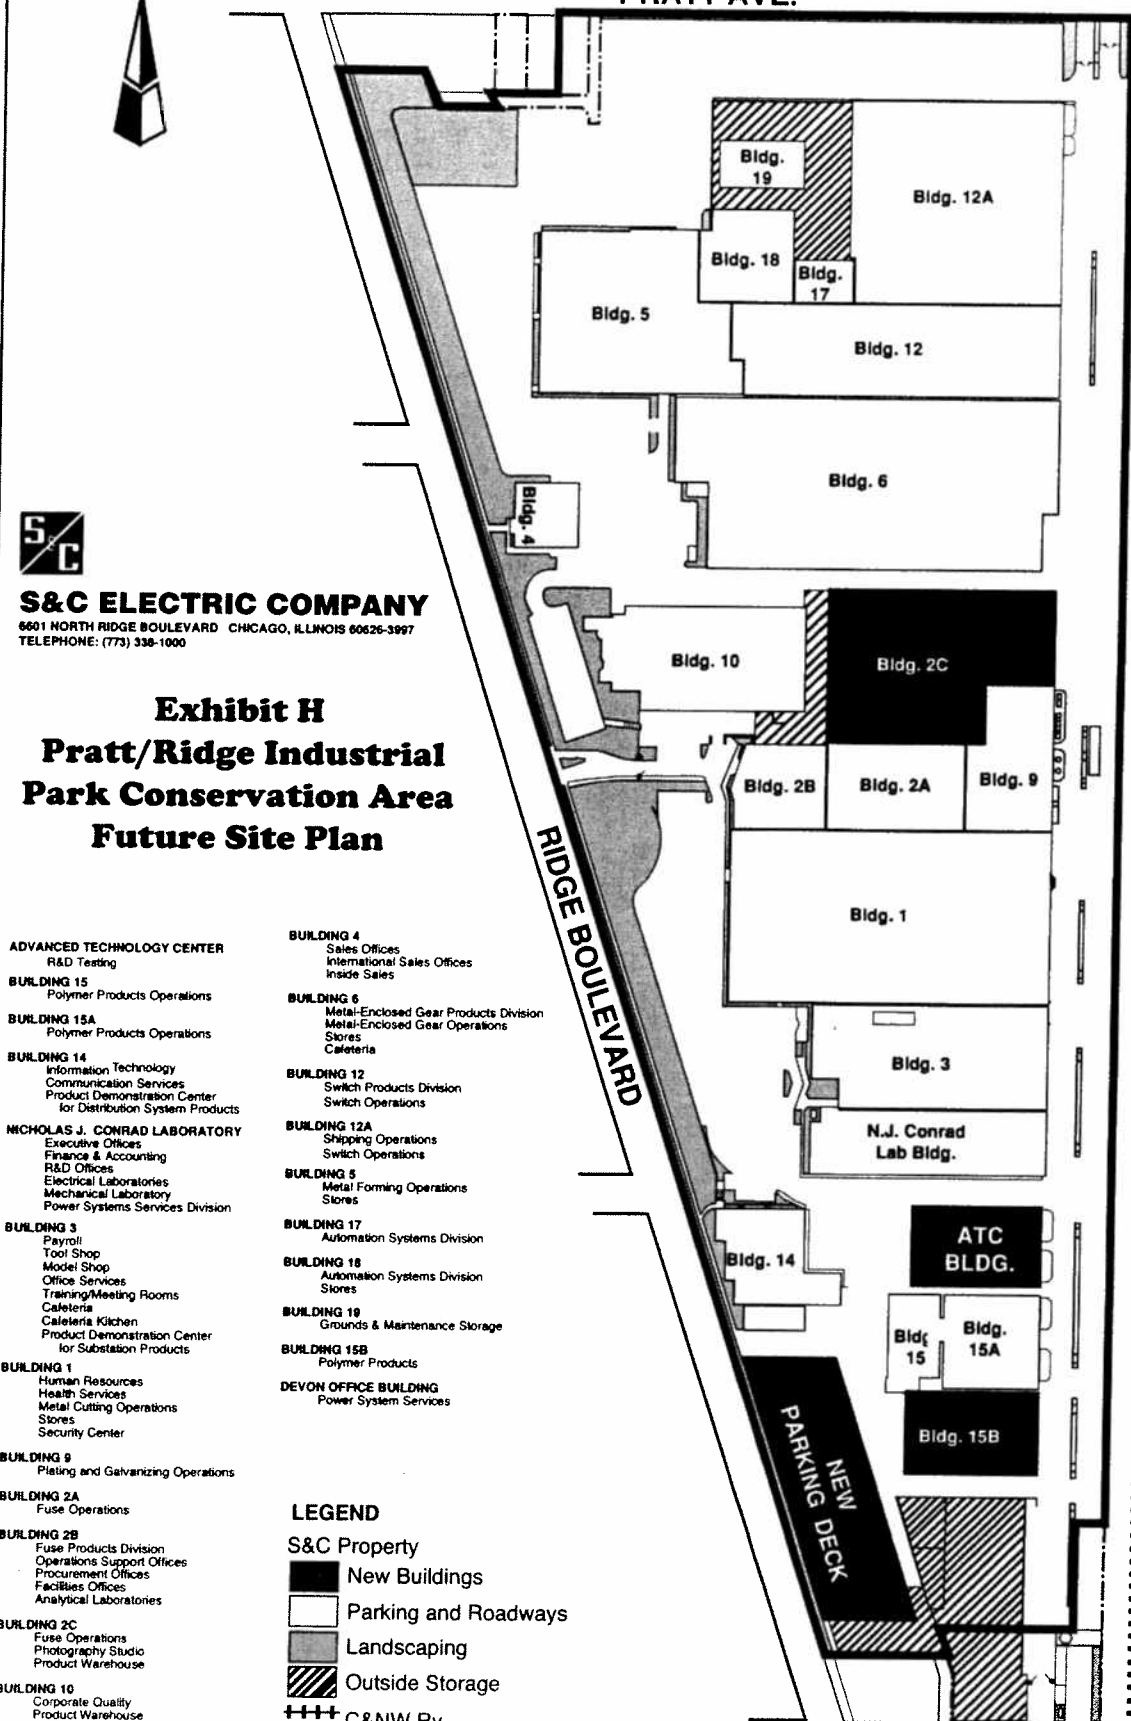 PRATT AVE.
S&C
S&C ELECTRIC COMPANY
6601 NORTH RIDGE BOULEVARD CHICAGO, ILLINOIS 60626-3997
TELEPHONE: (773) 338-1000
Exhibit H
Pratt/Ridge Industrial
Park Conservation Area
Future Site Plan
ADVANCED TECHNOLOGY CENTER
R&D Testing
BUILDING 15
Polymer Products Operations
BUILDING 15A
Polymer Products Operations
BUILDING 14
Information Technology
Communication Services
Product Demonstration Center
for Distribution System Products
NICHOLAS J. CONRAD LABORATORY
Executive Offices
Finance & Accounting
R&D Offices
Electrical Laboratories
Mechanical Laboratory
Power Systems Services Division
BUILDING 3
Payroll
Tool Shop
Model Shop
Office Services
Training/Meeting Rooms
Cafeteria
Cafeteria Kitchen
Product Demonstration Center
for Substation Products
BUILDING 1
Human Resources
Health Services
Metal Cutting Operations
Stores
Security Center
BUILDING 9
Plating and Galvanizing Operations
BUILDING 2A
Fuse Operations
BUILDING 2B
Fuse Products Division
Operations Support Offices
Procurement Offices
Facilities Offices
Analytical Laboratories
BUILDING 2C
Fuse Operations
Photography Studio
Product Warehouse
BUILDING 10
Corporate Quality
Product Warehouse
BUILDING 4
Sales Offices
International Sales Offices
Inside Sales
BUILDING 6
Metal-Enclosed Gear Products Division
Metal-Enclosed Gear Operations
Stores
Cafeteria
BUILDING 12
Switch Products Division
Switch Operations
BUILDING 12A
Shipping Operations
Switch Operations
BUILDING 5
Metal Forming Operations
Stores
BUILDING 17
Automation Systems Division
BUILDING 18
Automation Systems Division
Stores
BUILDING 19
Grounds & Maintenance Storage
BUILDING 15B
Polymer Products
DEVON OFFICE BUILDING
Power System Services
LEGEND
S&C Property
New Buildings
Parking and Roadways
Landscaping
Outside Storage
C&NW Ry
Bldg.
19
Bldg. 12A
Bldg. 18
Bldg.
17
Bldg. 5
Bldg. 12
Bldg. 6
Bldg. 4
Bldg. 10
Bldg. 2C
Bldg. 2B
Bldg. 2A
Bldg. 9
RIDGE BOULEVARD
Bldg. 1
Bldg. 3
N.J. Conrad
Lab Bldg.
ATC
BLDG.
Bldg. 14
Bldg
15
Bldg.
15A
Bldg. 15B
NEW
PARKING DECK